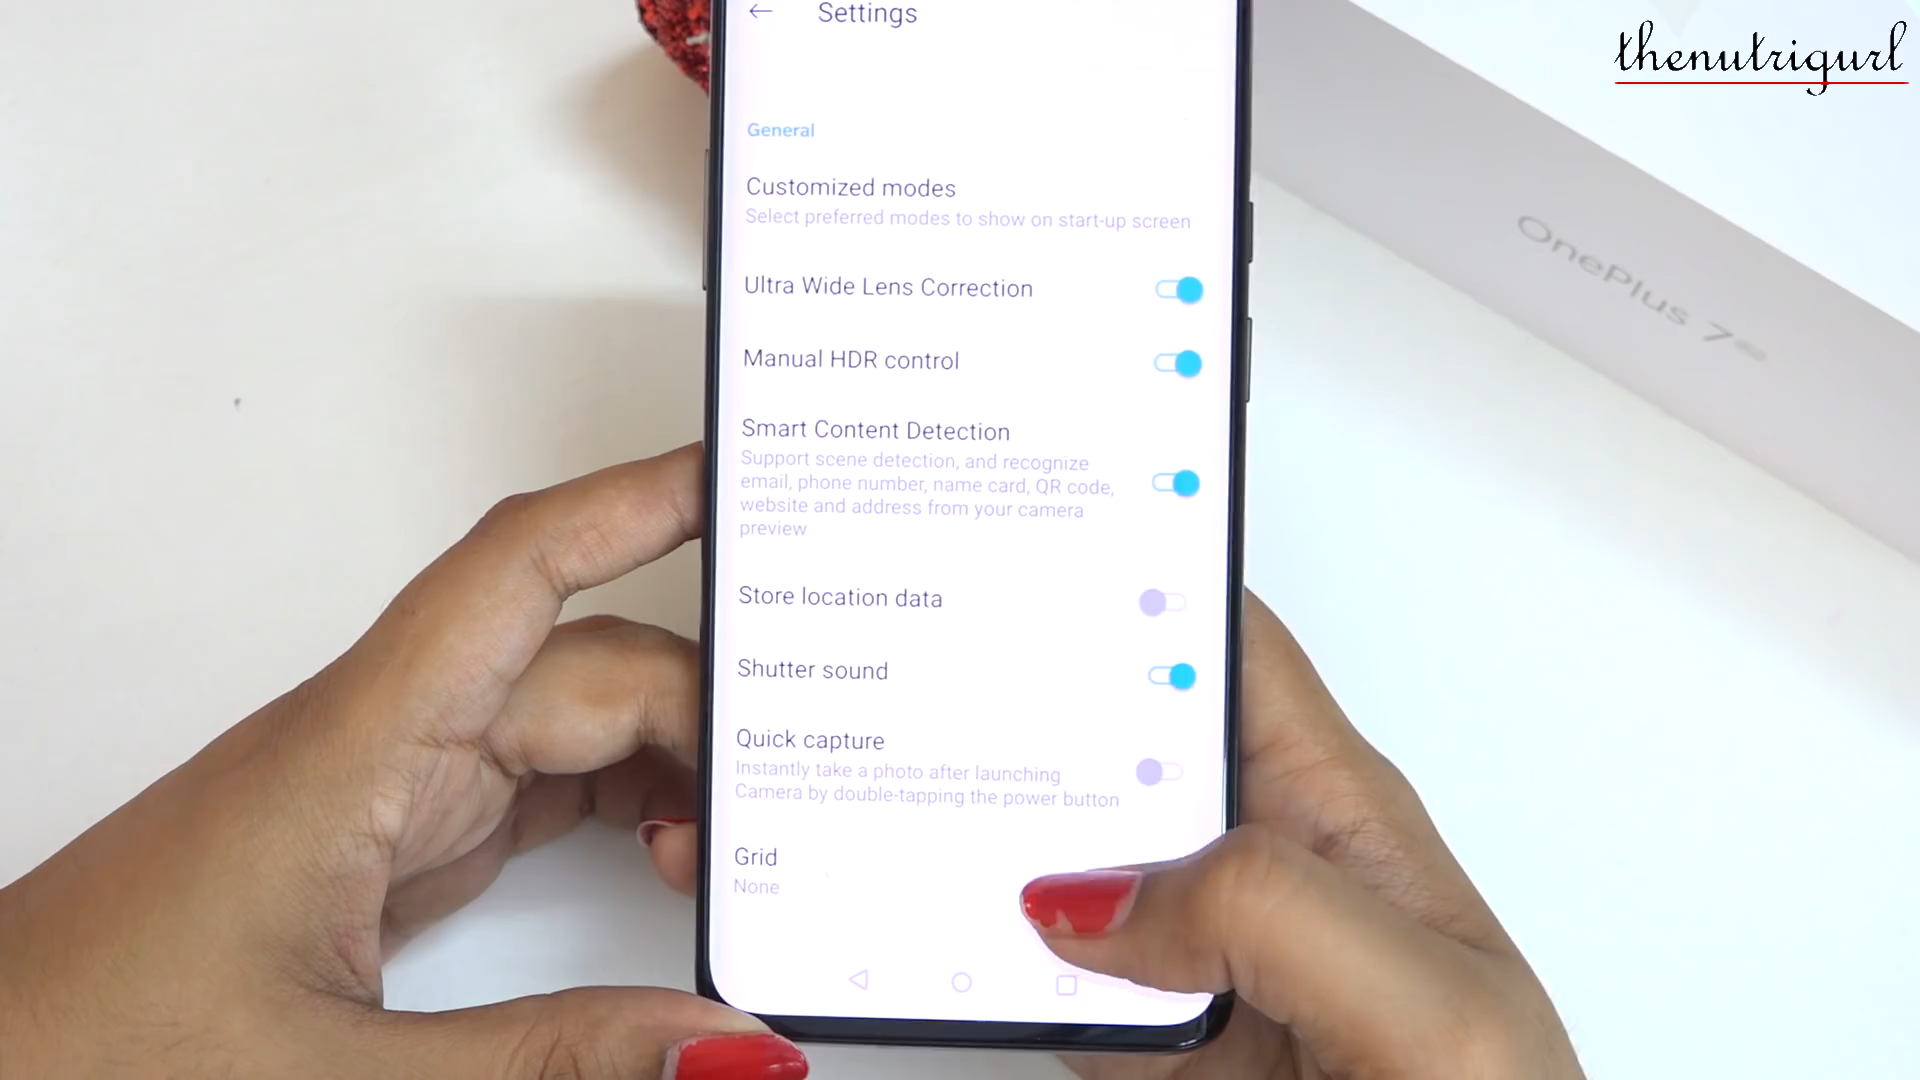 Settings
thenutrigurl
General
Customized modes
Select preferred modes to show on start-up screen
OnePlus 7
Ultra Wide Lens Correction
Manual HDR control
Smart Content Detection
Support scene detection, and recognize
email, phone number, name card, QR code,
website and address from your camera
preview
Store location data
Shutter sound
Quick capture
Instantly take a photo after launching
Camera by double-tapping the power button
Grid
None